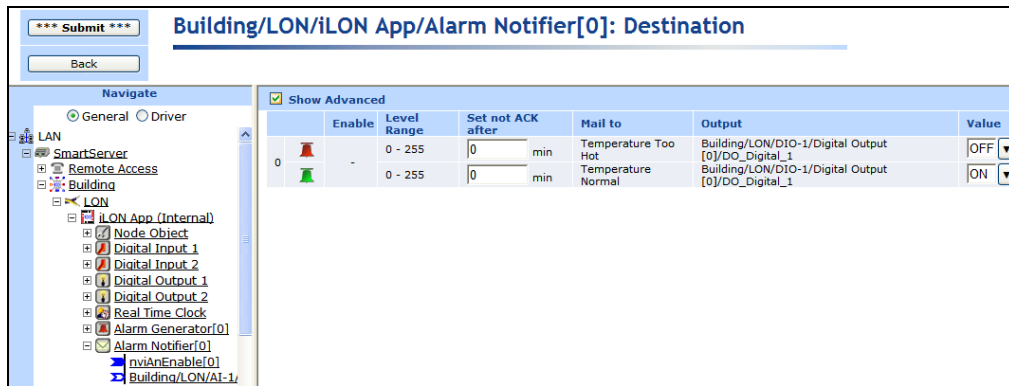 *** Submit ***
Building/LON/iLON App/Alarm Notifier[0]: Destination
Back
Navigate
General Driver
LAN
SmartServer
Remote Access
Building
LON
iLON App (Internal)
Node Object
Digital Input 1
Digital Input 2
Digital Output 1
Digital Output 2
Real Time Clock
Alarm Generator[0]
Alarm Notifier[0]
nviAnEnable[0]
Building/LON/AI-1/
Show Advanced
Enable Level Range Set not ACK after Mail to Output Value
0 - 255 0 min Temperature Too Hot Building/LON/DIO-1/Digital Output [0]/DO_Digital_1 OFF
0 -
0 - 255 0 min Temperature Normal Building/LON/DIO-1/Digital Output [0]/DO_Digital_1 ON